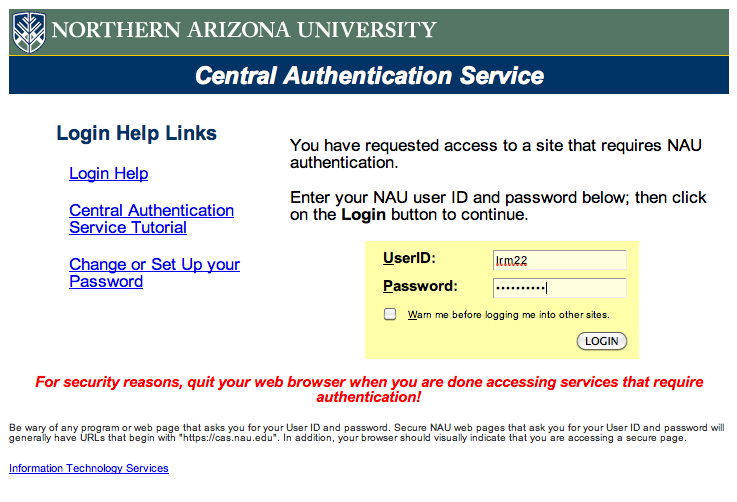 NORTHERN ARIZONA UNIVERSITY
Central Authentication Service
Login Help Links
Login Help
Central Authentication
Service Tutorial
Change or Set Up your
Password
You have requested access to a site that requires NAU
authentication.
Enter your NAU user ID and password below; then click
on the Login button to continue.
UserID: lrm22
Password: ••••••••••
Warn me before logging me into other sites.
LOGIN
For security reasons, quit your web browser when you are done accessing services that require
authentication!
Be wary of any program or web page that asks you for your User ID and password. Secure NAU web pages that ask you for your User ID and password will
generally have URLs that begin with "https://cas.nau.edu". In addition, your browser should visually indicate that you are accessing a secure page.
Information Technology Services